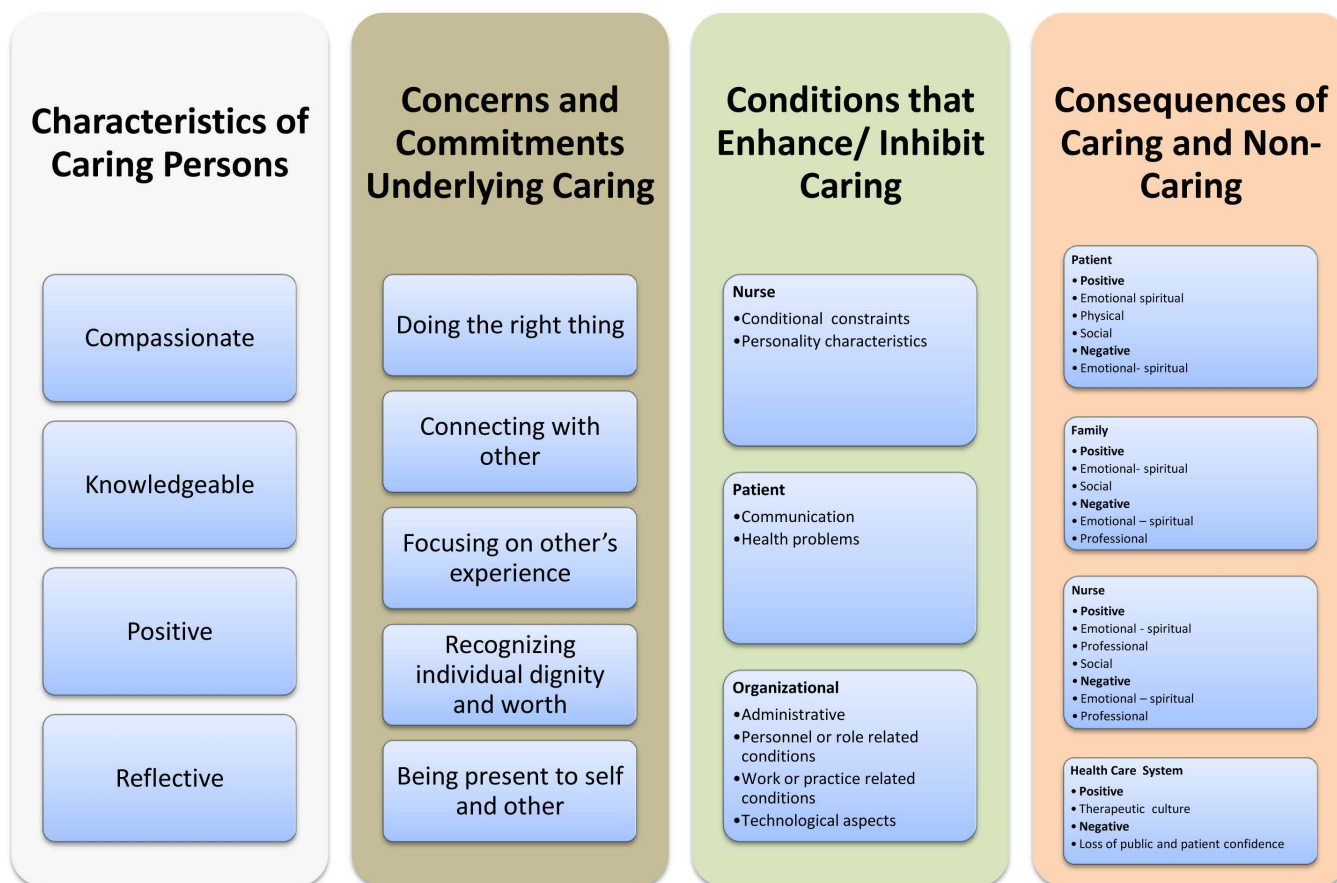 Characteristics of
Caring Persons
Compassionate
Knowledgeable
Positive
Reflective
Concerns and
Commitments
Underlying Caring
Doing the right thing
Connecting with
other
Focusing on other’s
experience
Recognizing
individual dignity
and worth
Being present to self
and other
Conditions that
Enhance/ Inhibit
Caring
Nurse
•Conditional  constraints
•Personality characteristics
Patient
•Communication
•Health problems
Organizational
•Administrative
•Personnel or role related
conditions
•Work or practice related
conditions
•Technological aspects
Consequences of
Caring and Non-
Caring
Patient
• Positive
• Emotional spiritual
• Physical
• Social
• Negative
• Emotional- spiritual
Family
• Positive
• Emotional- spiritual
• Social
• Negative
• Emotional – spiritual
• Professional
Nurse
• Positive
• Emotional - spiritual
• Professional
• Social
• Negative
• Emotional – spiritual
• Professional
Health Care  System
• Positive
• Therapeutic  culture
• Negative
• Loss of public and patient confidence